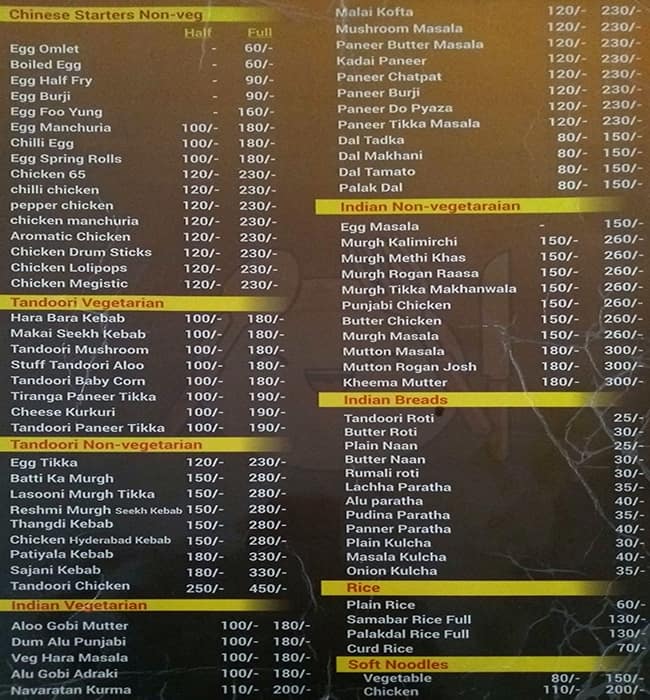 Chinese Starters Non-veg
Half Full
Egg Omlet - 60/-
Boiled Egg - 60/-
Egg Half Fry - 90/-
Egg Burji - 90/-
Egg Foo Yung - 160/-
Egg Manchuria 100/- 180/-
Chilli Egg 100/- 180/-
Egg Spring Rolls 100/- 180/-
Chicken 65 120/- 230/-
chilli chicken 120/- 230/-
pepper chicken 120/- 230/-
chicken manchuria 120/- 230/-
Aromatic Chicken 120/- 230/-
Chicken Drum Sticks 120/- 230/-
Chicken Lolipops 120/- 230/-
Chicken Megistic 120/- 230/-
Tandoori Vegetarian
Hara Bara Kebab 100/- 180/-
Makai Seekh Kebab 100/- 180/-
Tandoori Mushroom 100/- 180/-
Stuff Tandoori Aloo 100/- 180/-
Tandoori Baby Corn 100/- 180/-
Tiranga Paneer Tikka 100/- 190/-
Cheese Kurkuri 100/- 190/-
Tandoori Paneer Tikka 100/- 190/-
Tandoori Non-vegetarian
Egg Tikka 120/- 230/-
Batti Ka Murgh 150/- 280/-
Lasooni Murgh Tikka 150/- 280/-
Reshmi Murgh Seekh Kebab 150/- 280/-
Thangdi Kebab 150/- 280/-
Chicken Hyderabad Kebab 150/- 280/-
Patiyala Kebab 180/- 330/-
Sajani Kebab 180/- 330/-
Tandoori Chicken 250/- 450/-
Indian Vegetarian
Aloo Gobi Mutter 100/- 180/-
Dum Alu Punjabi 100/- 180/-
Veg Hara Masala 100/- 180/-
Alu Gobi Adraki 100/- 180/-
Navaratan Kurma 110/- 200/-
Malai Kofta 120/- 230/-
Mushroom Masala 120/- 230/-
Paneer Butter Masala 120/- 230/-
Kadai Paneer 120/- 230/-
Paneer Chatpat 120/- 230/-
Paneer Burji 120/- 230/-
Paneer Do Pyaza 120/- 230/-
Paneer Tikka Masala 120/- 230/-
Dal Tadka 80/- 150/-
Dal Makhani 80/- 150/-
Dal Tamato 80/- 150/-
Palak Dal 80/- 150/-
Indian Non-vegetaraian
Egg Masala - 150/-
Murgh Kalimirchi 150/- 260/-
Murgh Methi Khas 150/- 260/-
Murgh Rogan Raasa 150/- 260/-
Murgh Tikka Makhanwala 150/- 260/-
Punjabi Chicken 150/- 260/-
Butter Chicken 150/- 260/-
Murgh Masala 150/- 260/-
Mutton Masala 180/- 300/-
Mutton Rogan Josh 180/- 300/-
Kheema Mutter 180/- 300/-
Indian Breads
Tandoori Roti 25/-
Butter Roti 30/-
Plain Naan 25/-
Butter Naan 30/-
Rumali roti 30/-
Lachha Paratha 35/-
Alu paratha 40/-
Pudina Paratha 35/-
Panner Paratha 40/-
Plain Kulcha 30/-
Masala Kulcha 40/-
Onion Kulcha 35/-
Rice
Plain Rice 60/-
Samabar Rice Full 130/-
Palakdal Rice Full 130/-
Curd Rice 70/-
Soft Noodles
Vegetable 80/- 150/-
Chicken 110/- 200/-